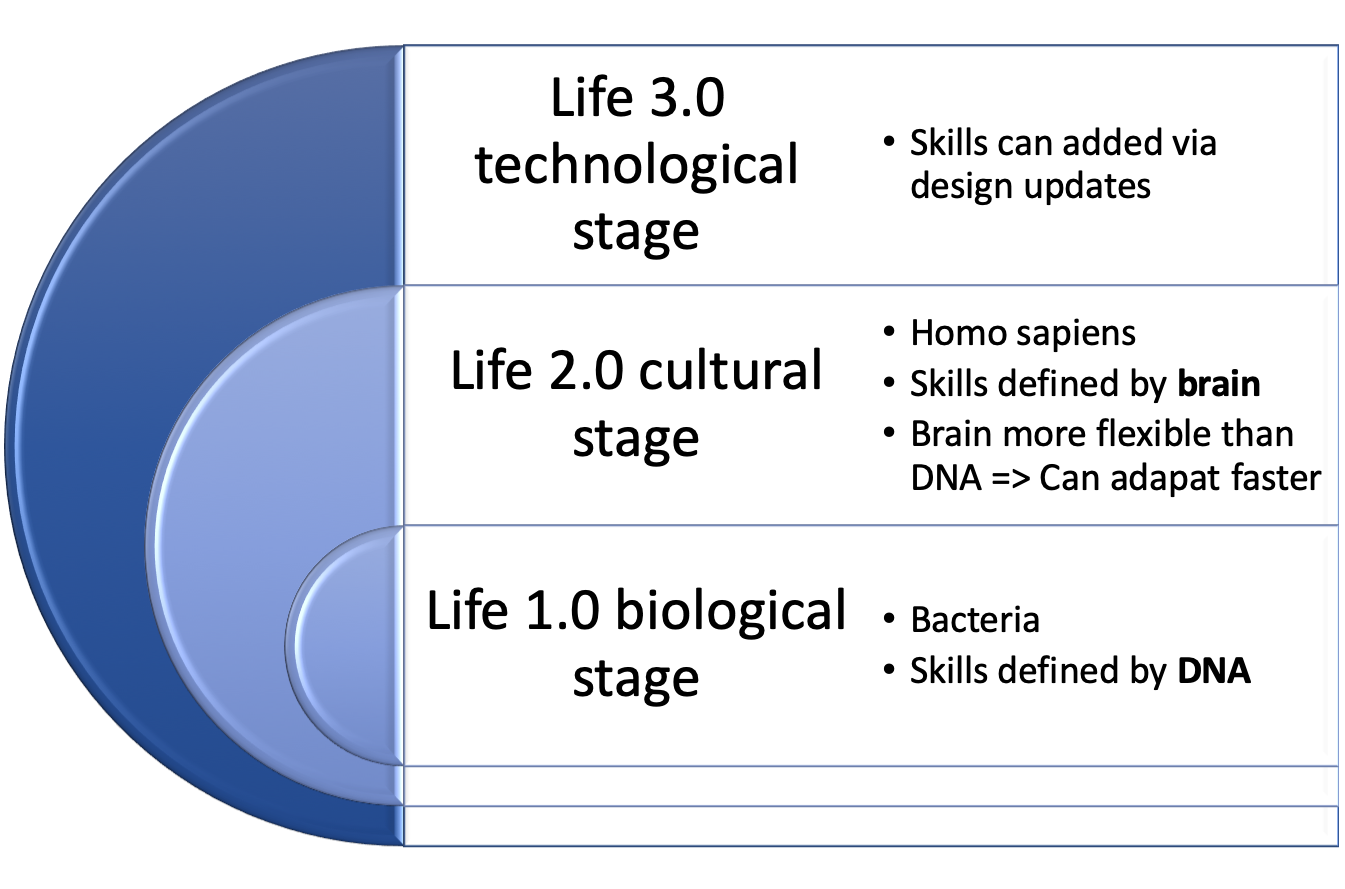 Life 3.0
technological
stage
• Skills can added via
design updates
Life 2.0 cultural
stage
• Homo sapiens
• Skills defined by brain
• Brain more flexible than
DNA => Can adapat faster
Life 1.0 biological
stage
• Bacteria
• Skills defined by DNA